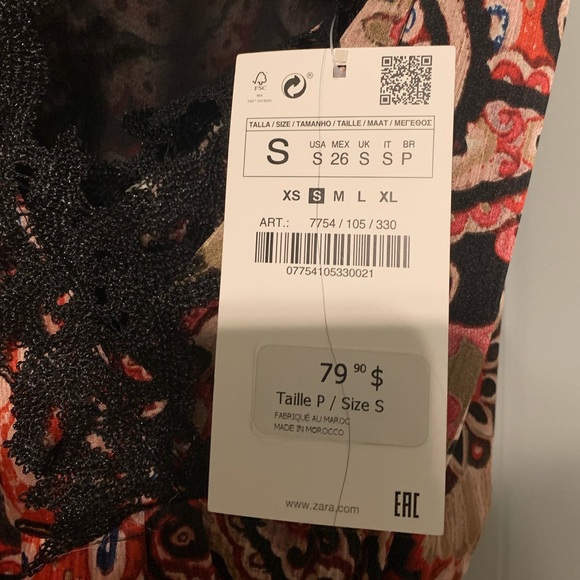 FSC
®
TALLA / SIZE / TAMANHO / TAILLE / MAAT / ΜΕΓΕΘΟΣ
S
USA MEX UK IT BR
S 26 S S P
XS S M L XL
ART.: 7754 / 105 / 330
07754105330021
79 90 $
Taille P / Size S
FABRIQUÉ AU MAROC
MADE IN MOROCCO
www.zara.com
EAC